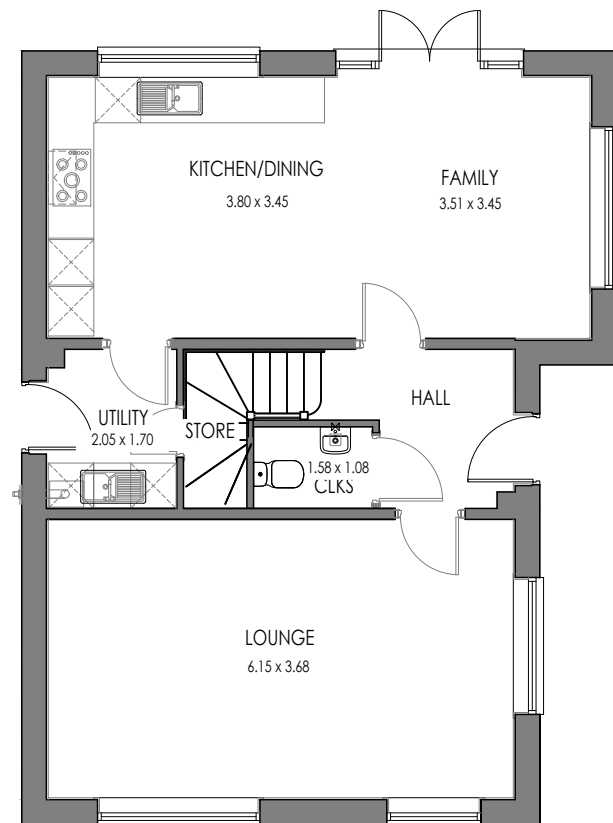 KITCHEN/DINING
3.80 x 3.45
FAMILY
3.51 x 3.45
HALL
UTILITY
2.05 x 1.70
STORE
1.58 x 1.08
CLKS
LOUNGE
6.15 x 3.68